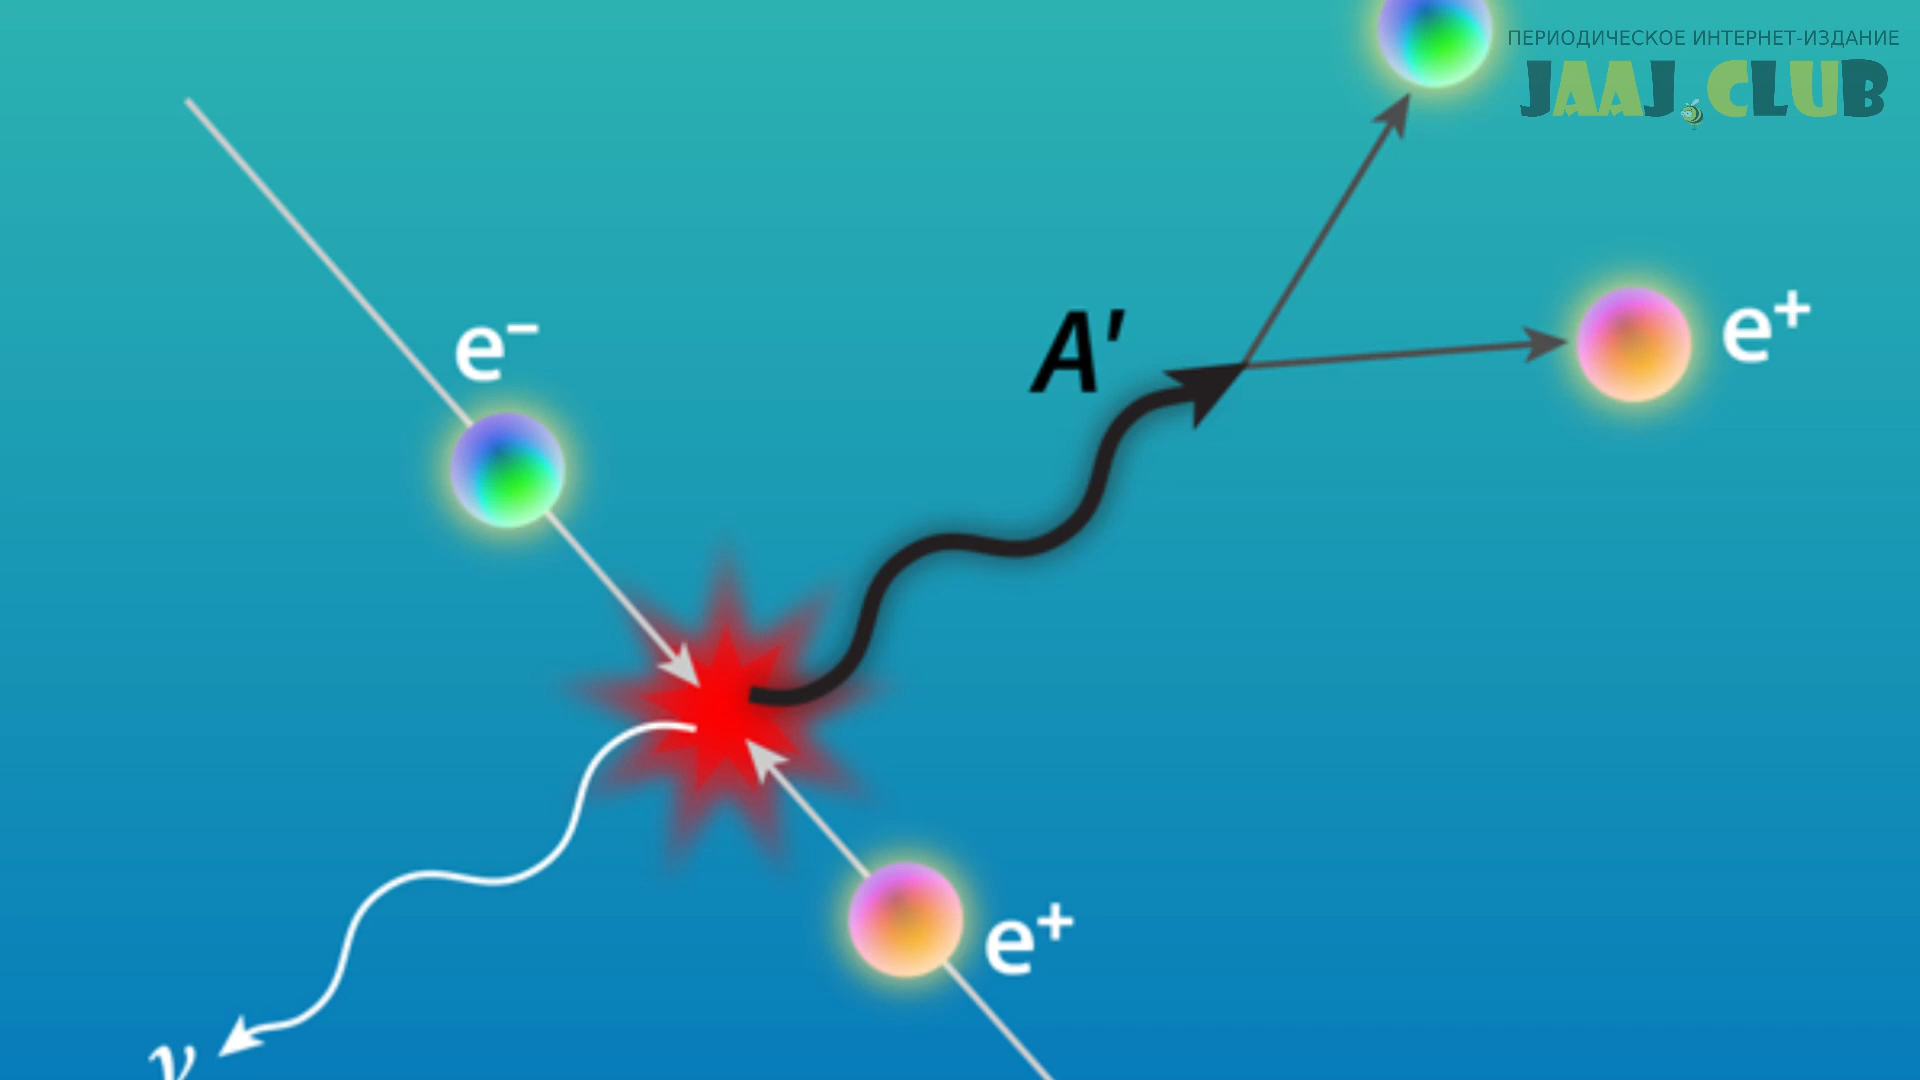 ПЕРИОДИЧЕСКОЕ ИНТЕРНЕТ-ИЗДАНИЕ
JAAJ.CLUB
e⁻
A′
e⁺
e⁺